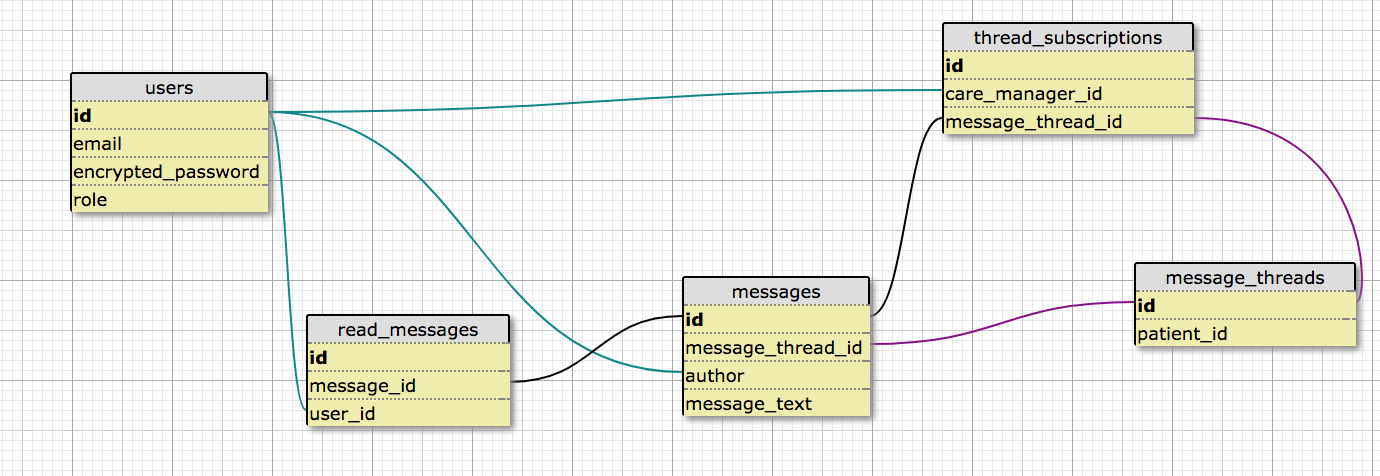 users
id
email
encrypted_password
role
thread_subscriptions
id
care_manager_id
message_thread_id
read_messages
id
message_id
user_id
messages
id
message_thread_id
author
message_text
message_threads
id
patient_id